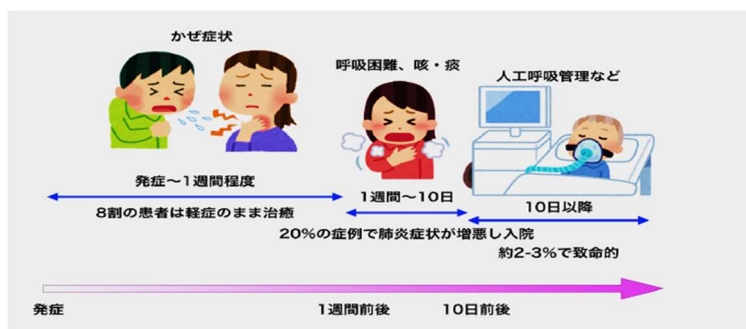 かぜ症状
呼吸困難、咳・痰
人工呼吸管理など
発症〜1週間程度
8割の患者は軽症のまま治癒
1週間〜10日
20%の症例で肺炎症状が増悪し入院
10日以降
約2-3%で致命的
発症
1週間前後
10日前後